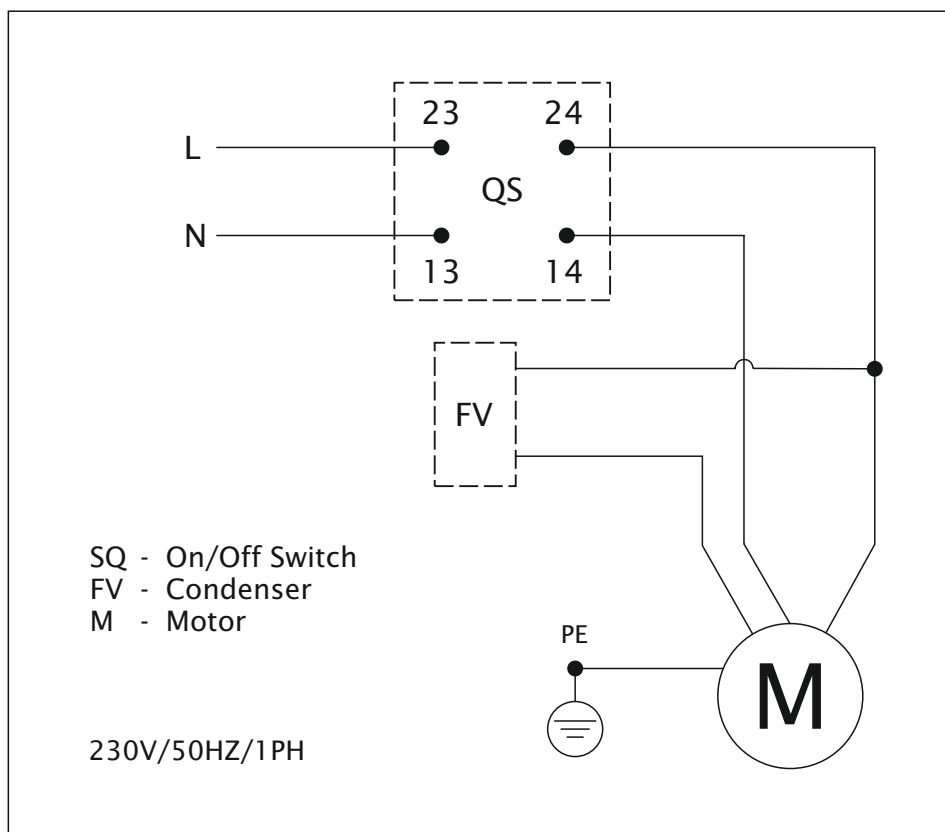 23 24
L
QS
N
13 14
FV
SQ - On/Off Switch
FV - Condenser
M - Motor
PE
M
230V/50HZ/1PH